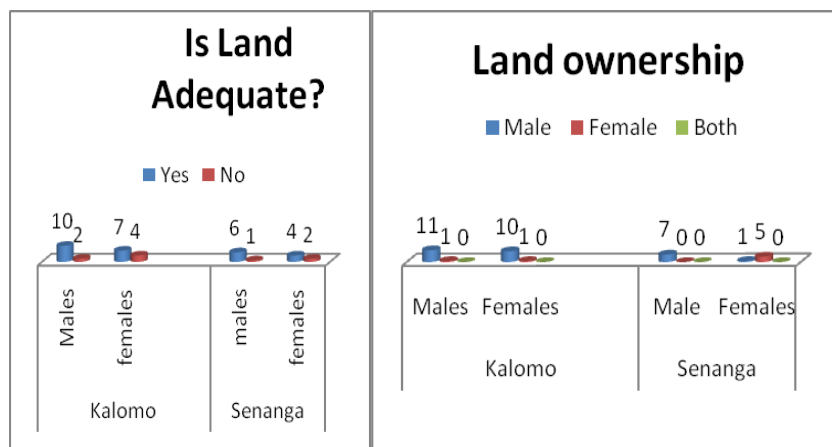 Is Land
Adequate?
Yes No
10 2 7 4 6 1 4 2
Males females males females
Kalomo Senanga
Land ownership
Male Female Both
11 1 0 10 1 0 7 0 0 1 5 0
Males Females Male Females
Kalomo Senanga